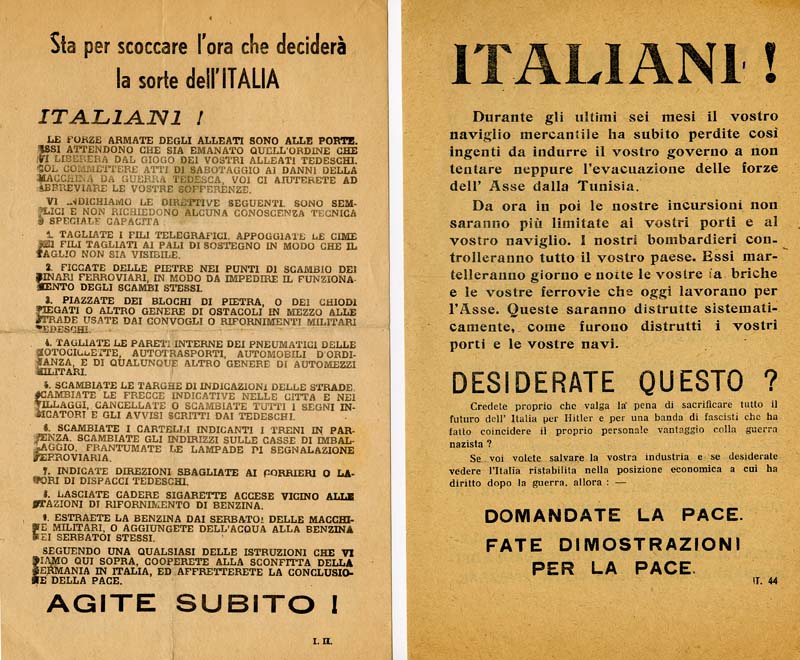 Sta per scoccare l'ora che deciderà
la sorte dell'ITALIA
ITALIANI !
LE FORZE ARMATE DEGLI ALLEATI SONO ALLE PORTE.
ESSI ATTENDONO CHE SIA EMANATO QUELL'ORDINE CHE
VI LIBERERA DAL GIOGO DEI VOSTRI ALLEATI TEDESCHI.
COL COMMETTERE ATTI DI SABOTAGGIO AI DANNI DELLA
MACCHINA DA GUERRA TEDESCA, VOI CI AIUTERETE AD
ABBREVIARE LE VOSTRE SOFFERENZE.
VI INDICHIAMO LE DIRETTIVE SEGUENTI. SONO SEM-
PLICI E NON RICHIEDONO ALCUNA CONOSCENZA TECNICA
O SPECIALE CAPACITA :
1. TAGLIATE I FILI TELEGRAFICI. APPOGGIATE LE CIME
DEI FILI TAGLIATI AI PALI DI SOSTEGNO IN MODO CHE IL
TAGLIO NON SIA VISIBILE.
2. FICCATE DELLE PIETRE NEI PUNTI DI SCAMBIO DEI
BINARI FERROVIARI, IN MODO DA IMPEDIRE IL FUNZIONA-
MENTO DEGLI SCAMBI STESSI.
3. PIAZZATE DEI BLOCHI DI PIETRA, O DEI CHIODI
PIEGATI O ALTRO GENERE DI OSTACOLI IN MEZZO ALLE
STRADE USATE DAI CONVOGLI O RIFORNIMENTI MILITARI
TEDESCHI.
4. TAGLIATE LE PARETI INTERNE DEI PNEUMATICI DELLE
MOTOCICLETTE, AUTOTRASPORTI, AUTOMOBILI D'ORDI-
NANZA, E DI QUALUNQUE ALTRO GENERE DI AUTOMEZZI
MILITARI.
5. SCAMBIATE LE TARGHE DI INDICAZIONI DELLE STRADE.
SCAMBIATE LE FRECCE INDICATIVE NELLE CITTA E NEI
VILLAGGI, CANCELLATE O SCAMBIATE TUTTI I SEGNI IN-
DICATORI E GLI AVVISI SCRITTI DAI TEDESCHI.
6. SCAMBIATE I CARTELLI INDICANTI I TRENI IN PAR-
TENZA. SCAMBIATE GLI INDIRIZZI SULLE CASSE DI IMBAL-
LAGGIO. FRANTUMATE LE LAMPADE DI SEGNALAZIONE
FERROVIARIA.
7. INDICATE DIREZIONI SBAGLIATE AI CORRIERI O LA-
TORI DI DISPACCI TEDESCHI.
8. LASCIATE CADERE SIGARETTE ACCESE VICINO ALLE
STAZIONI DI RIFORNIMENTO DI BENZINA.
9. ESTRAETE LA BENZINA DAI SERBATOI DELLE MACCHI-
NE MILITARI, O AGGIUNGETE DELL'ACQUA ALLA BENZINA
NEI SERBATOI STESSI.
SEGUENDO UNA QUALSIASI DELLE ISTRUZIONI CHE VI
DIAMO QUI SOPRA, COOPERETE ALLA SCONFITTA DELLA
GERMANIA IN ITALIA, ED AFFRETTERETE LA CONCLUSIO-
NE DELLA PACE.
AGITE SUBITO !
ITALIANI !
Durante gli ultimi sei mesi il vostro
naviglio mercantile ha subito perdite così
ingenti da indurre il vostro governo a non
tentare neppure l'evacuazione delle forze
dell' Asse dalla Tunisia.
Da ora in poi le nostre incursioni non
saranno più limitate ai vostri porti e al
vostro naviglio. I nostri bombardieri con-
trolleranno tutto il vostro paese. Essi mar-
telleranno giorno e notte le vostre fa briche
e le vostre ferrovie che oggi lavorano per
l'Asse. Queste saranno distrutte sistemati-
camente, come furono distrutti i vostri
porti e le vostre navi.
DESIDERATE QUESTO ?
Credete proprio che valga la pena di sacrificare tutto il
futuro dell' Italia per Hitler e per una banda di fascisti che ha
fatto coincidere il proprio personale vantaggio colla guerra
nazista ?
Se voi volete salvare la vostra industria e se desiderate
vedere l'Italia ristabilita nella posizione economica a cui ha
diritto dopo la guerra, allora : —
DOMANDATE LA PACE.
FATE DIMOSTRAZIONI
PER LA PACE.
IT. 44